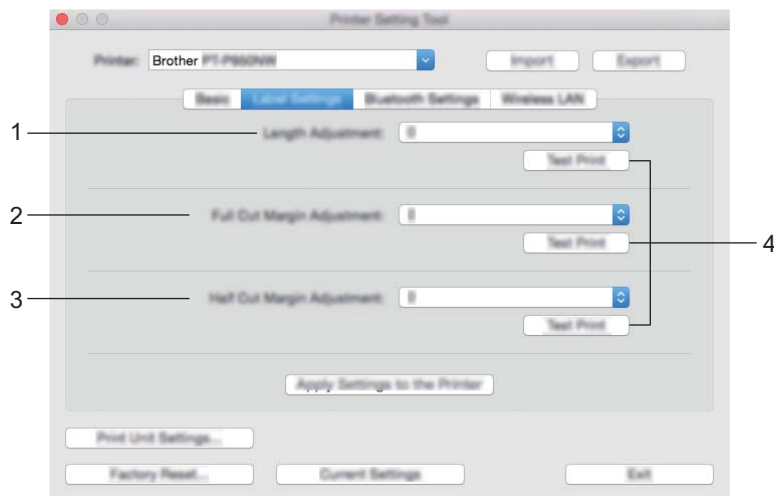 Printer Setting Tool
Printer: Brother PT-P950NW Import Export
Basic Label Settings Bluetooth Settings Wireless LAN
1 Length Adjustment: 0
Test Print
2 Full Cut Margin Adjustment: 0
Test Print 4
3 Half Cut Margin Adjustment: 0
Test Print
Apply Settings to the Printer
Print Unit Settings...
Factory Reset... Current Settings Exit